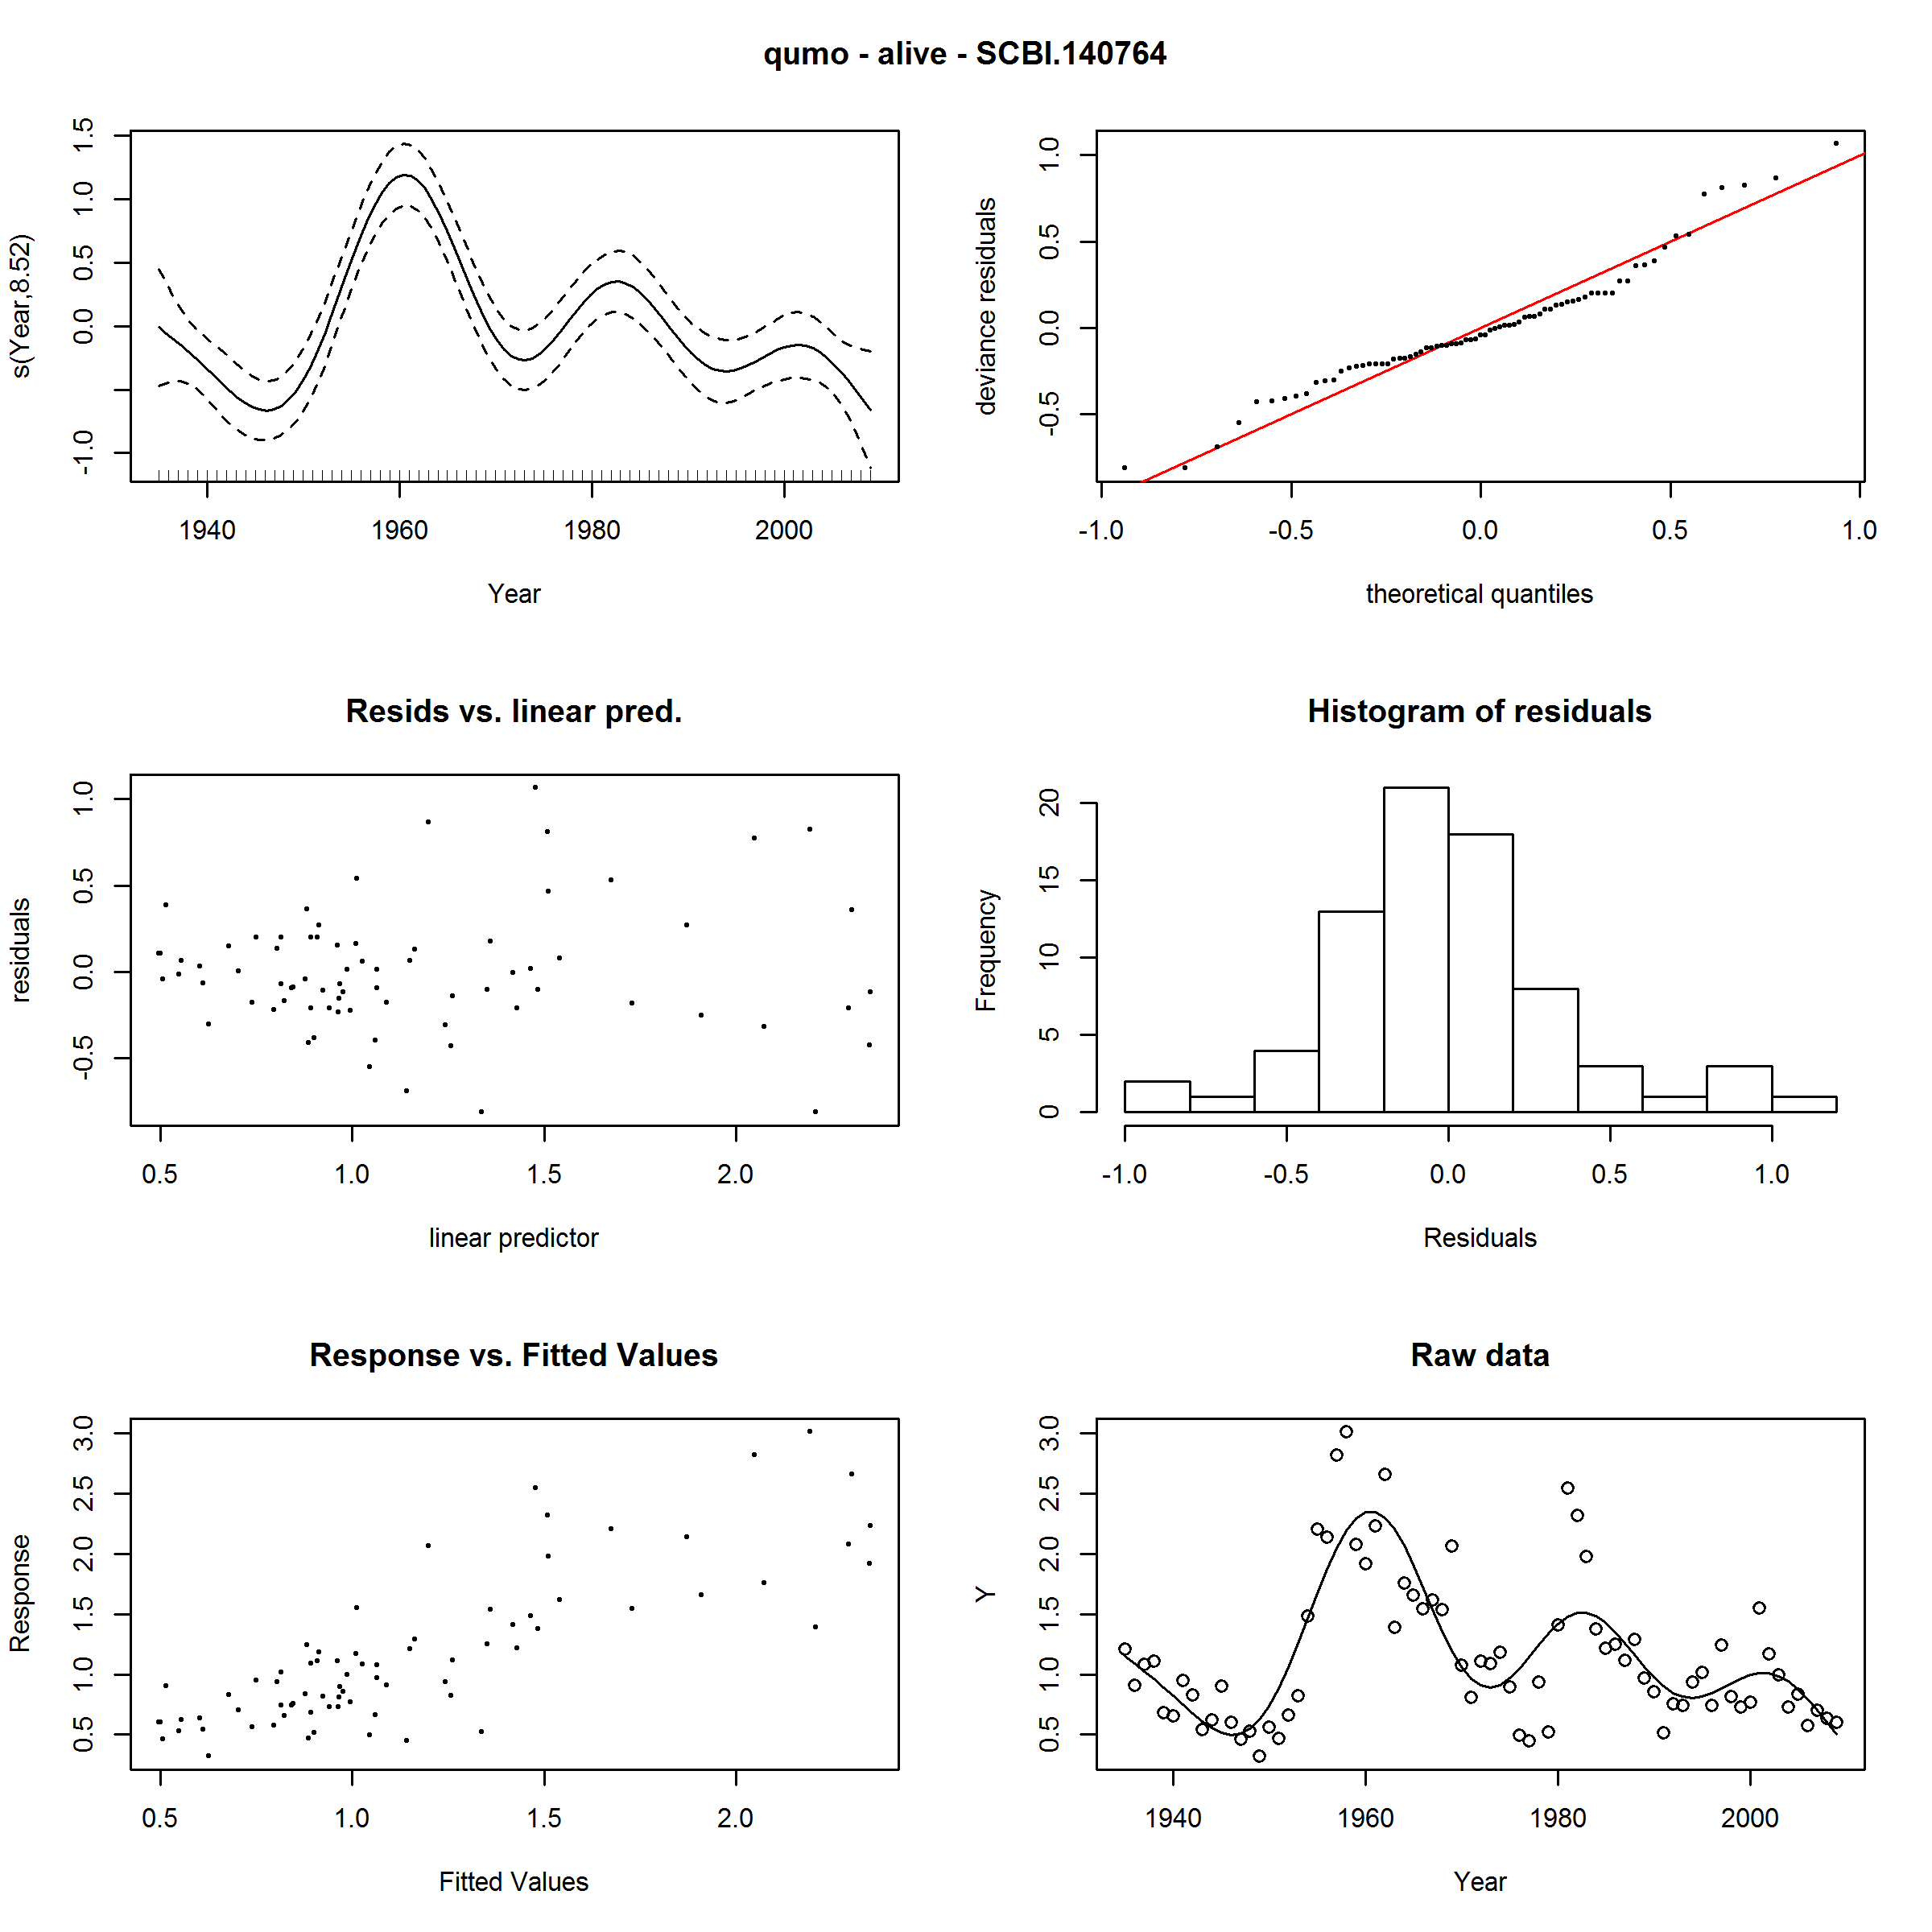 qumo - alive - SCBI.140764
s(Year,8.52)
1.5
1.0
0.5
0.0
-1.0
1940 1960 1980 2000
Year
deviance residuals
1.0
0.5
0.0
-0.5
-1.0 -0.5 0.0 0.5 1.0
theoretical quantiles
Resids vs. linear pred.
residuals
1.0
0.5
0.0
-0.5
0.5 1.0 1.5 2.0
linear predictor
Histogram of residuals
Frequency
20
15
10
5
0
-1.0 -0.5 0.0 0.5 1.0
Residuals
Response vs. Fitted Values
Response
3.0
2.5
2.0
1.5
1.0
0.5
0.5 1.0 1.5 2.0
Fitted Values
Raw data
Y
3.0
2.5
2.0
1.5
1.0
0.5
1940 1960 1980 2000
Year